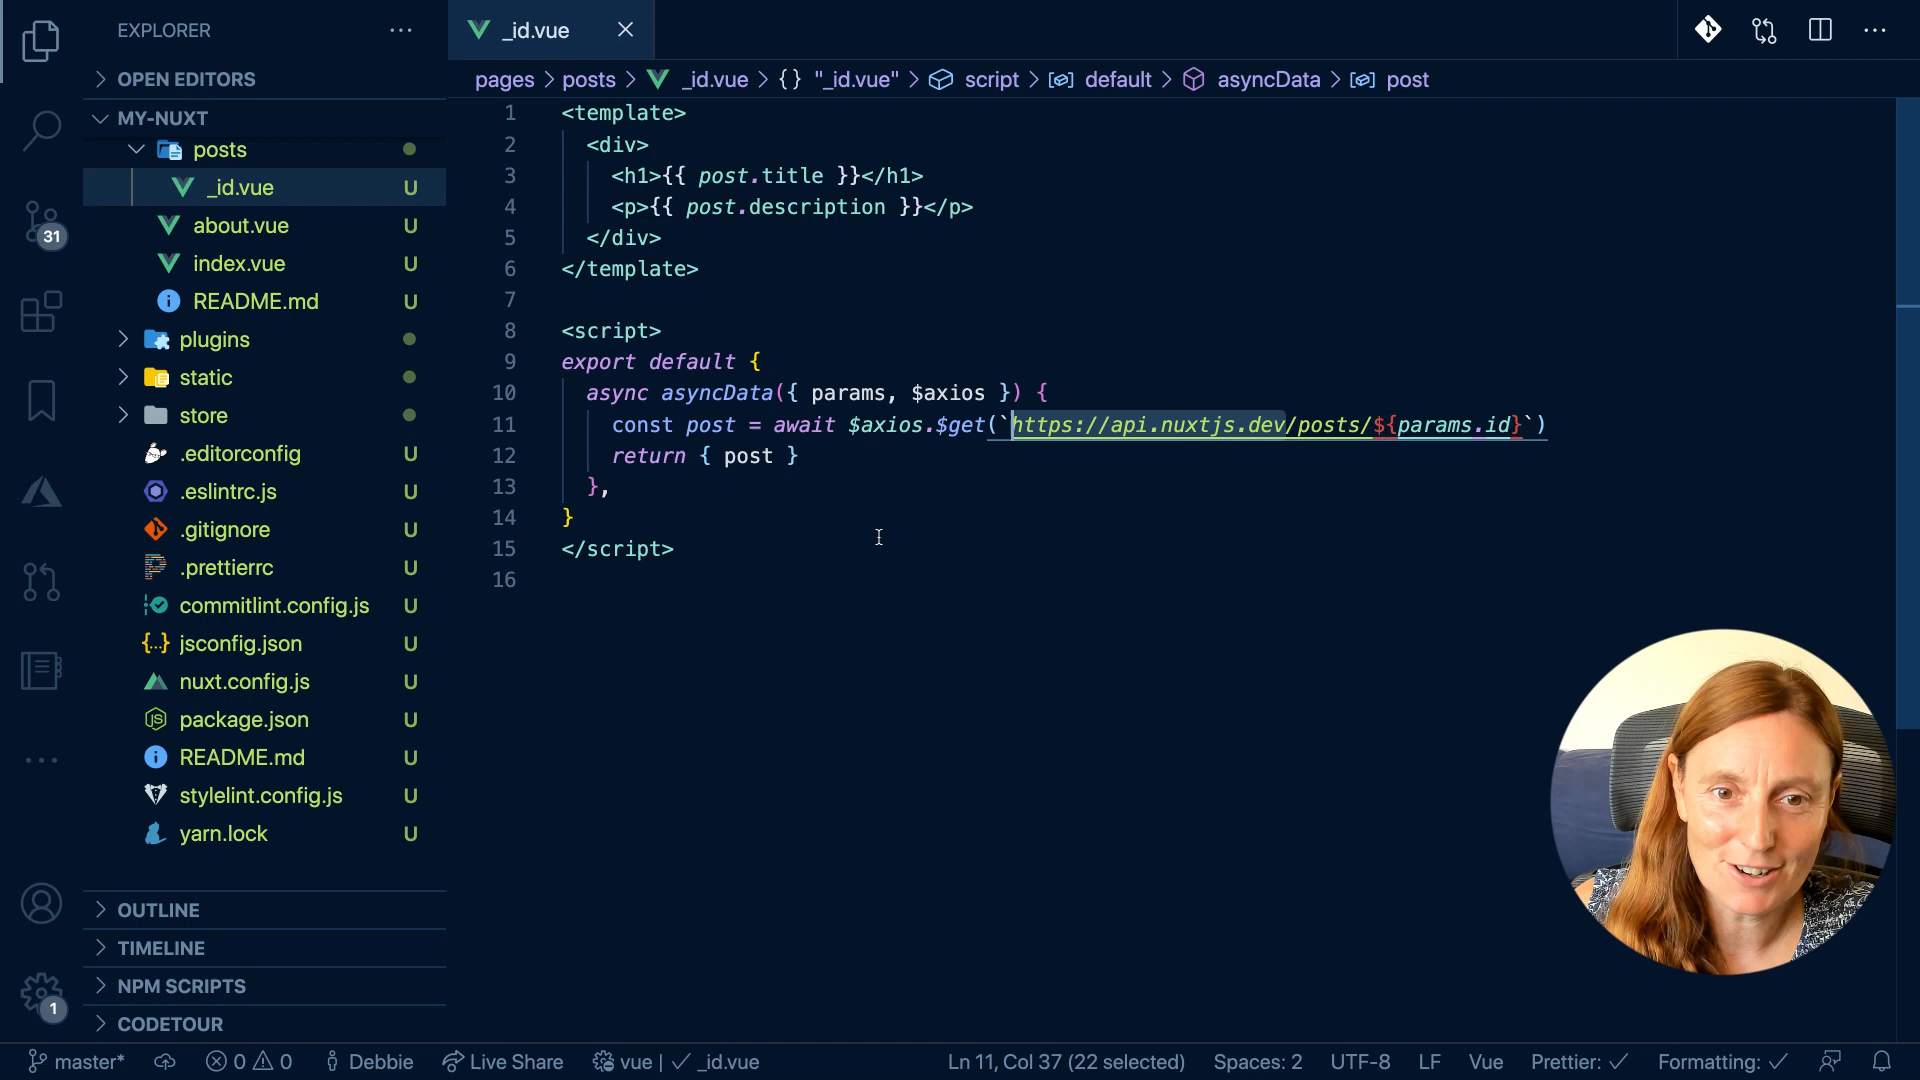 EXPLORER
OPEN EDITORS
MY-NUXT
posts
_id.vue U
about.vue U
index.vue U
README.md U
plugins
static
store
.editorconfig U
.eslintrc.js U
.gitignore U
.prettierrc U
commitlint.config.js U
jsconfig.json U
nuxt.config.js U
package.json U
README.md U
stylelint.config.js U
yarn.lock U
OUTLINE
TIMELINE
NPM SCRIPTS
CODETOUR
31
1
_id.vue
pages > posts > _id.vue > {} "_id.vue" > script > default > asyncData > post
1 <template>
2 <div>
3 <h1>{{ post.title }}</h1>
4 <p>{{ post.description }}</p>
5 </div>
6 </template>
7
8 <script>
9 export default {
10 async asyncData({ params, $axios }) {
11 const post = await $axios.$get(`https://api.nuxtjs.dev/posts/${params.id}`)
12 return { post }
13 },
14 }
15 </script>
16
master* 0 0 Debbie Live Share vue | ✓ _id.vue Ln 11, Col 37 (22 selected) Spaces: 2 UTF-8 LF Vue Prettier: ✓ Formatting: ✓